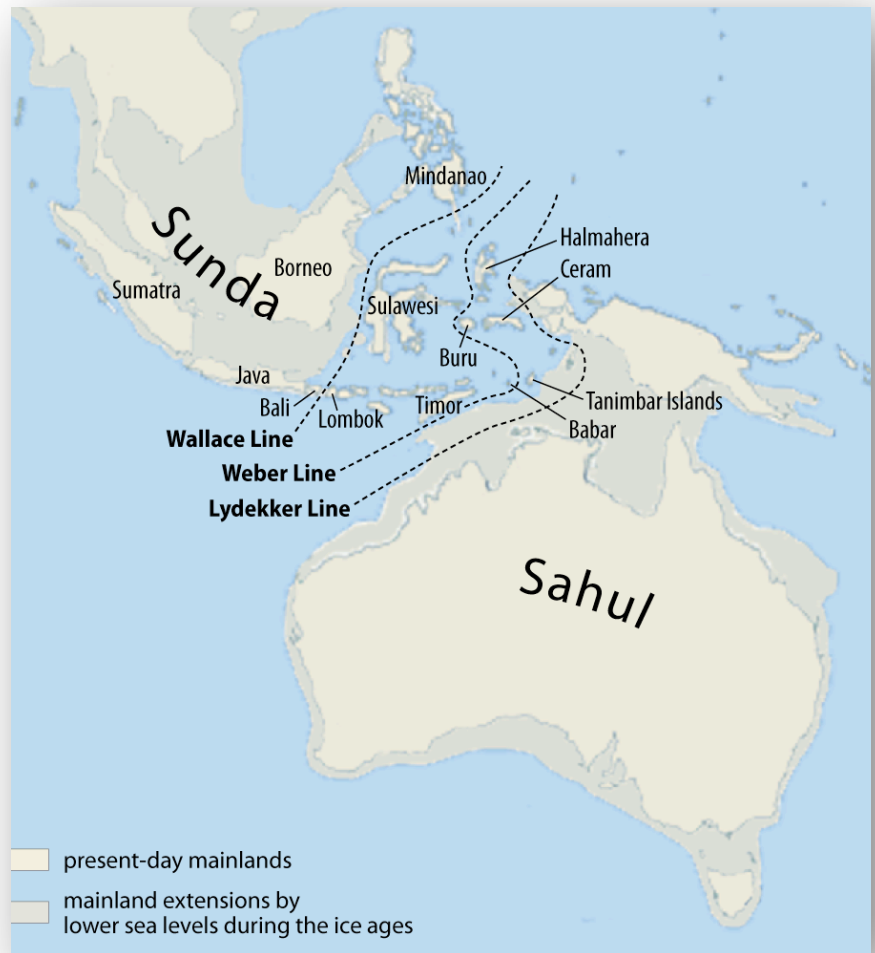 Mindanao
Halmahera
Ceram
Sunda
Borneo
Sumatra
Sulawesi
Buru
Java
Bali
Lombok
Timor
Tanimbar Islands
Babar
Wallace Line
Weber Line
Lydekker Line
Sahul
present-day mainlands
mainland extensions by
lower sea levels during the ice ages